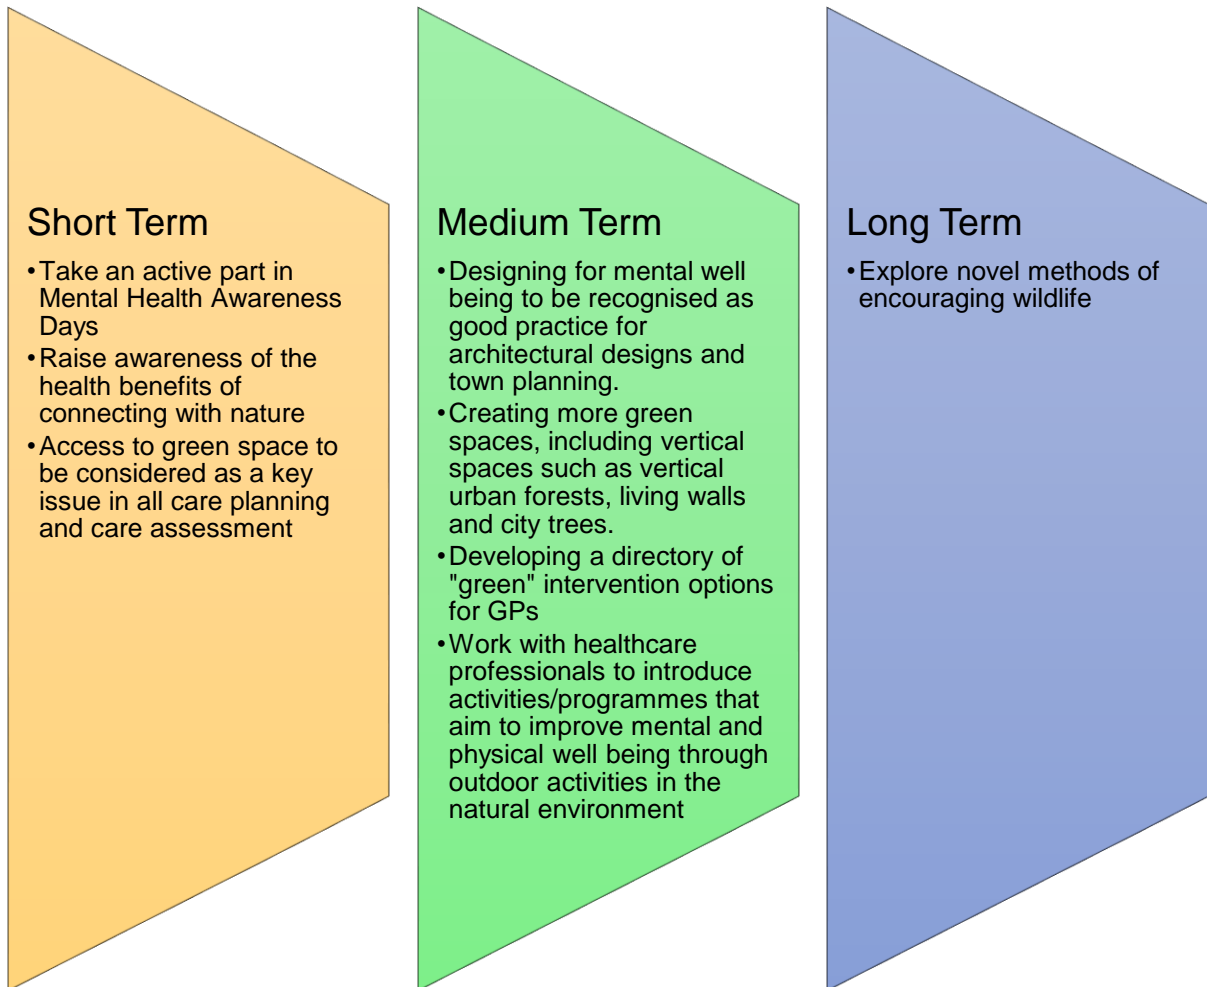 Short Term
•Take an active part in
Mental Health Awareness
Days
•Raise awareness of the
health benefits of
connecting with nature
•Access to green space to
be considered as a key
issue in all care planning
and care assessment
Medium Term
•Designing for mental well
being to be recognised as
good practice for
architectural designs and
town planning.
•Creating more green
spaces, including vertical
spaces such as vertical
urban forests, living walls
and city trees.
•Developing a directory of
"green" intervention options
for GPs
•Work with healthcare
professionals to introduce
activities/programmes that
aim to improve mental and
physical well being through
outdoor activities in the
natural environment
Long Term
•Explore novel methods of
encouraging wildlife